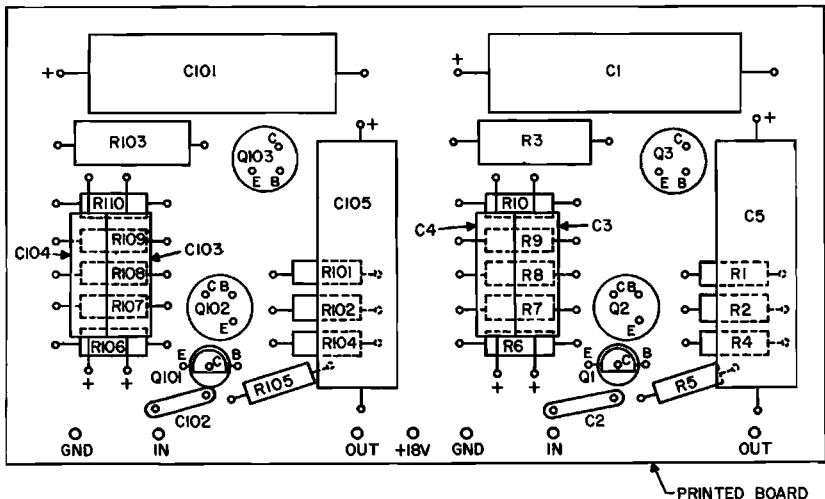 C101
C1
+
+
+
+
R103
C
Q103
E B
R3
C
Q3
E B
R110
R10
C105
C5
C104
R109
C103
C4
R9
C3
R108
R8
R101
R1
R107
C B
Q102
E
R102
R7
C B
Q2
E
R2
R106
R104
R6
R4
E C B
Q101
E C B
Q1
+ +
R105
+ +
R5
C102
C2
GND IN OUT +18V GND IN OUT
PRINTED BOARD